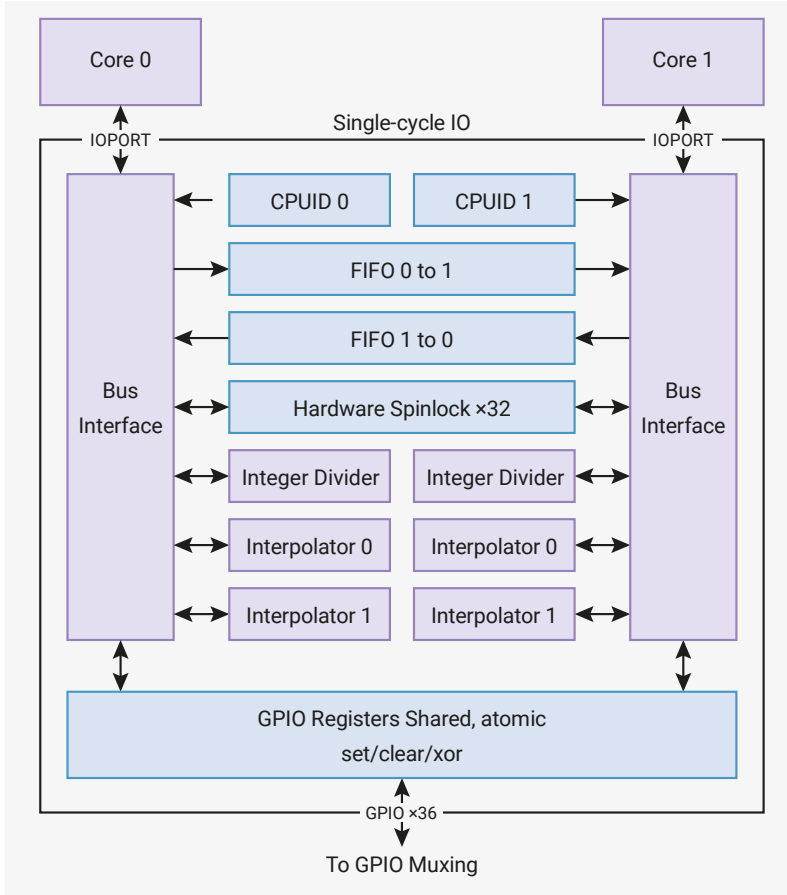 Core 0
Core 1
Single-cycle IO
IOPORT
IOPORT
CPUID 0
CPUID 1
FIFO 0 to 1
FIFO 1 to 0
Bus
Interface
Bus
Interface
Hardware Spinlock ×32
Integer Divider
Integer Divider
Interpolator 0
Interpolator 0
Interpolator 1
Interpolator 1
GPIO Registers Shared, atomic
set/clear/xor
GPIO ×36
To GPIO Muxing